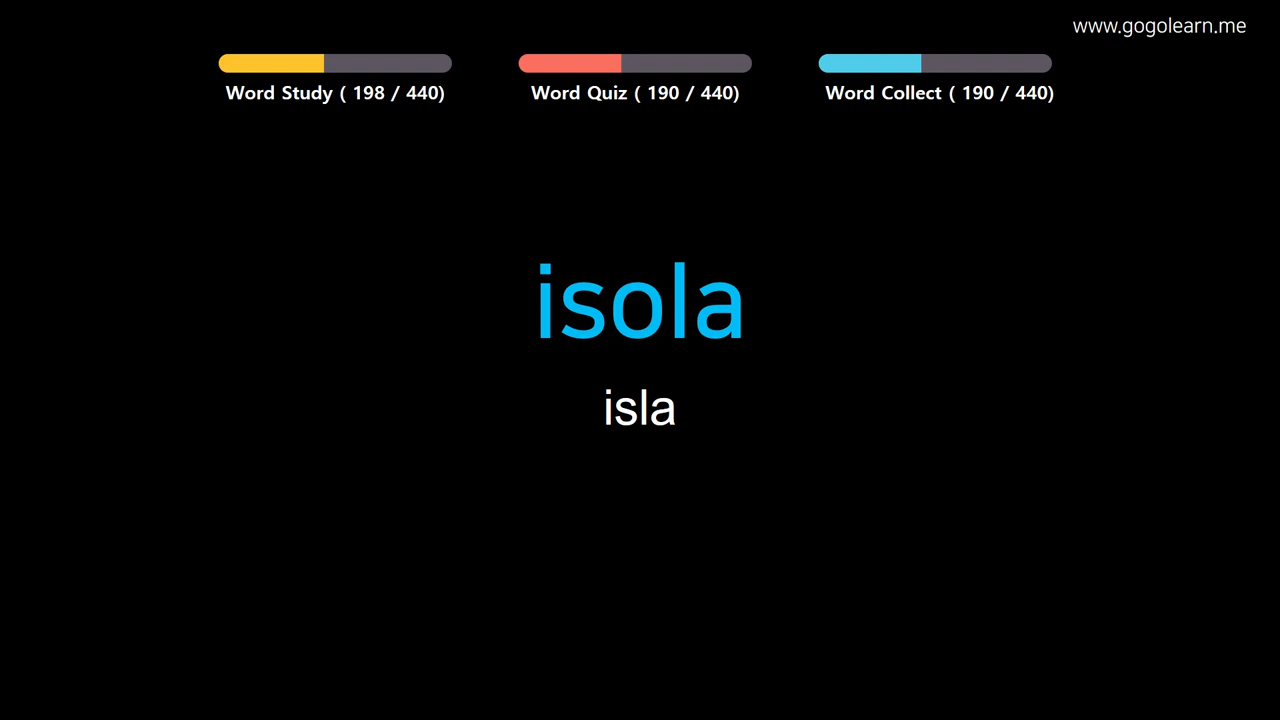 www.gogolearn.me
Word Study ( 198 / 440)
Word Quiz ( 190 / 440)
Word Collect ( 190 / 440)
isola
isla